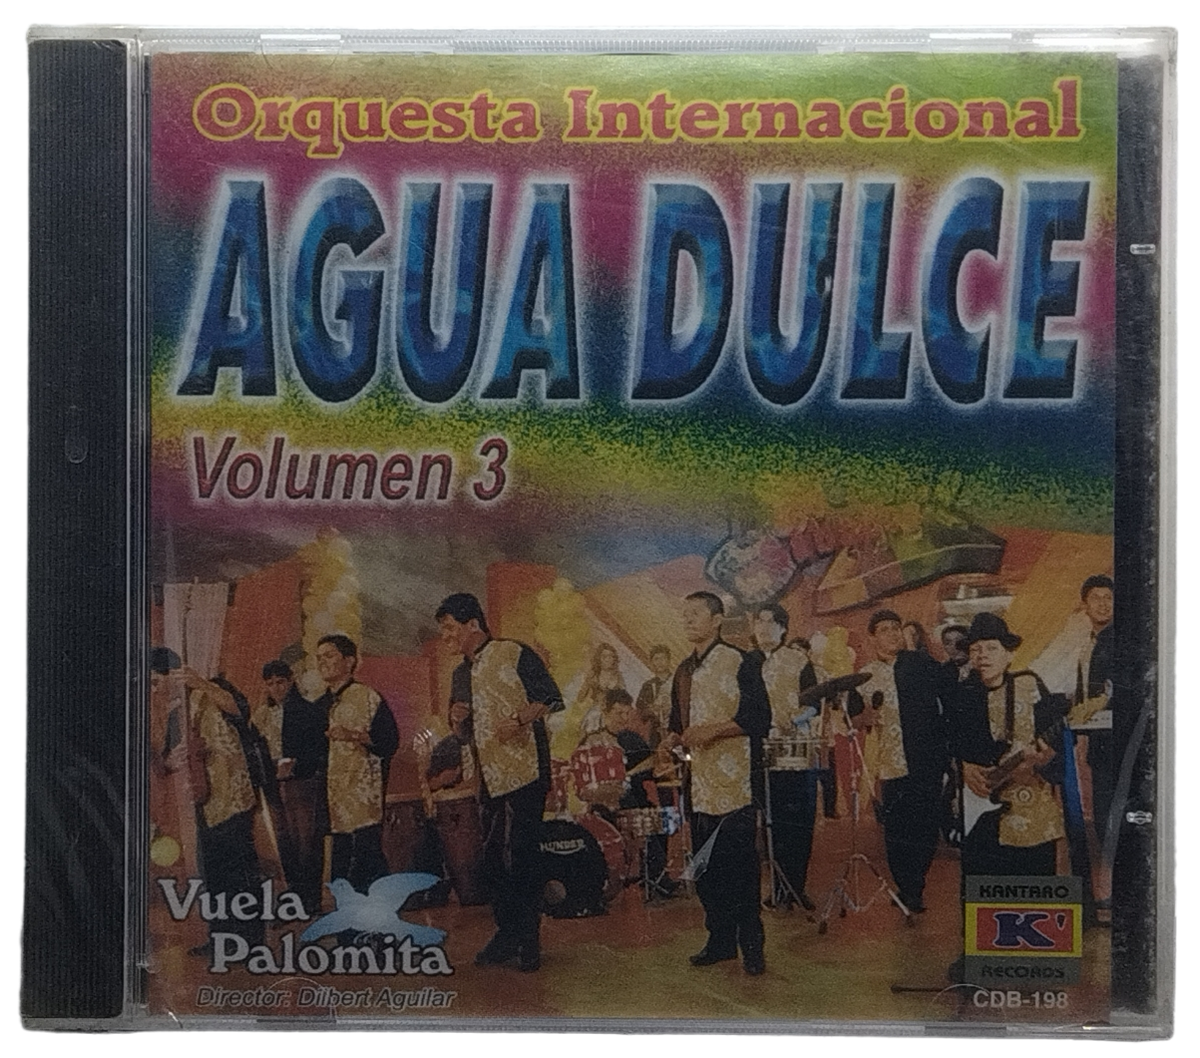 Orquesta Internacional
AGUA DULCE
Volumen 3
Vuela
Palomita
Director: Dilbert Aguilar
KANTARO
K'
RECORDS
CDB-198